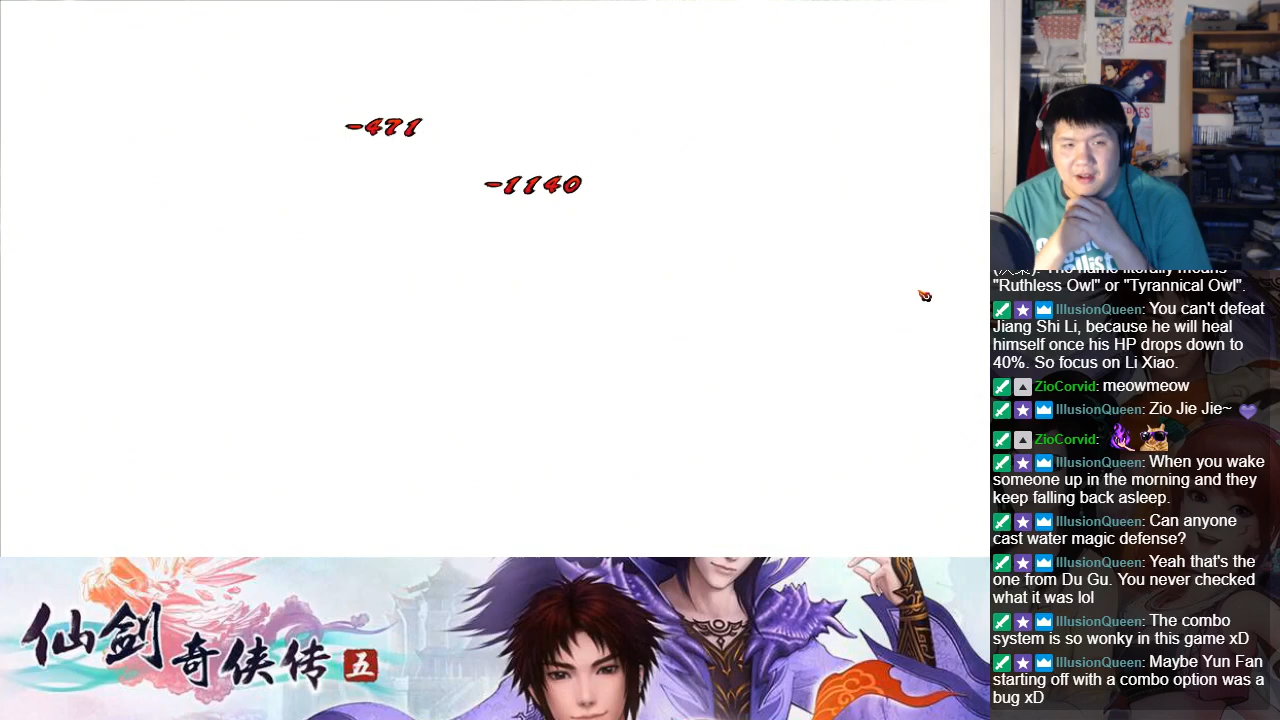 -471
-1140
"Ruthless Owl" or "Tyrannical Owl".
IllusionQueen: You can't defeat
Jiang Shi Li, because he will heal
himself once his HP drops down to
40%. So focus on Li Xiao.
ZioCorvid: meowmeow
IllusionQueen: Zio Jie Jie~
ZioCorvid:
IllusionQueen: When you wake
someone up in the morning and they
keep falling back asleep.
IllusionQueen: Can anyone
cast water magic defense?
IllusionQueen: Yeah that's the
one from Du Gu. You never checked
what it was lol
IllusionQueen: The combo
system is so wonky in this game xD
IllusionQueen: Maybe Yun Fan
starting off with a combo option was a
bug xD
仙剑奇侠传 五